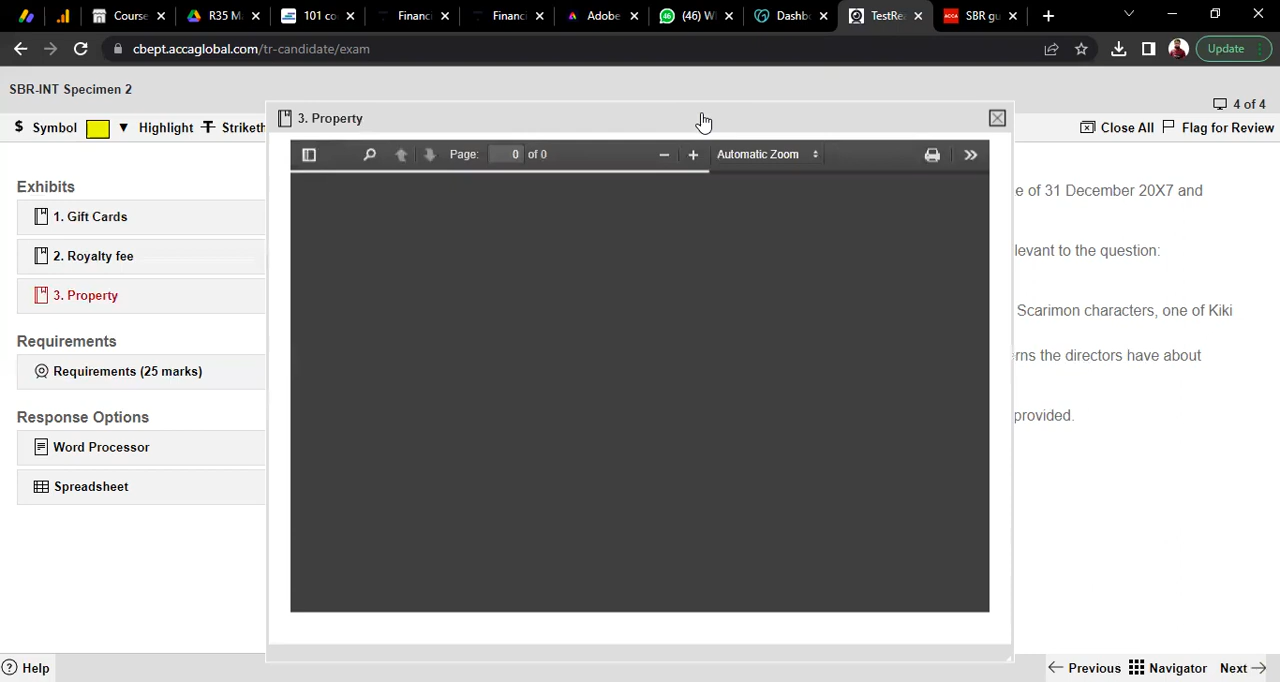 Course
R35 M
101 co
Financ
Financi
Adobe
(46) W
Dashb
TestRe
SBR gu
cbept.accaglobal.com/tr-candidate/exam
Update
SBR-INT Specimen 2
4 of 4
$ Symbol
Highlight
Striketh
Close All
Flag for Review
3. Property
Page: 0 of 0
Automatic Zoom
Exhibits
1. Gift Cards
2. Royalty fee
3. Property
Requirements
Requirements (25 marks)
Response Options
Word Processor
Spreadsheet
e of 31 December 20X7 and
levant to the question:
Scarimon characters, one of Kiki
rns the directors have about
provided.
Help
Previous
Navigator
Next